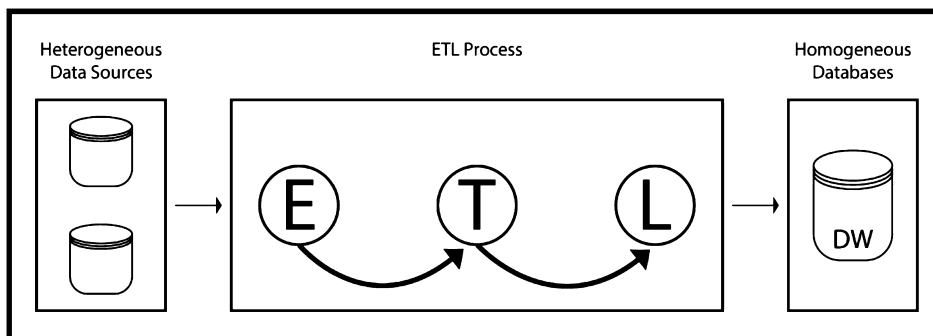 Heterogeneous
Data Sources
ETL Process
Homogeneous
Databases
E
T
L
DW